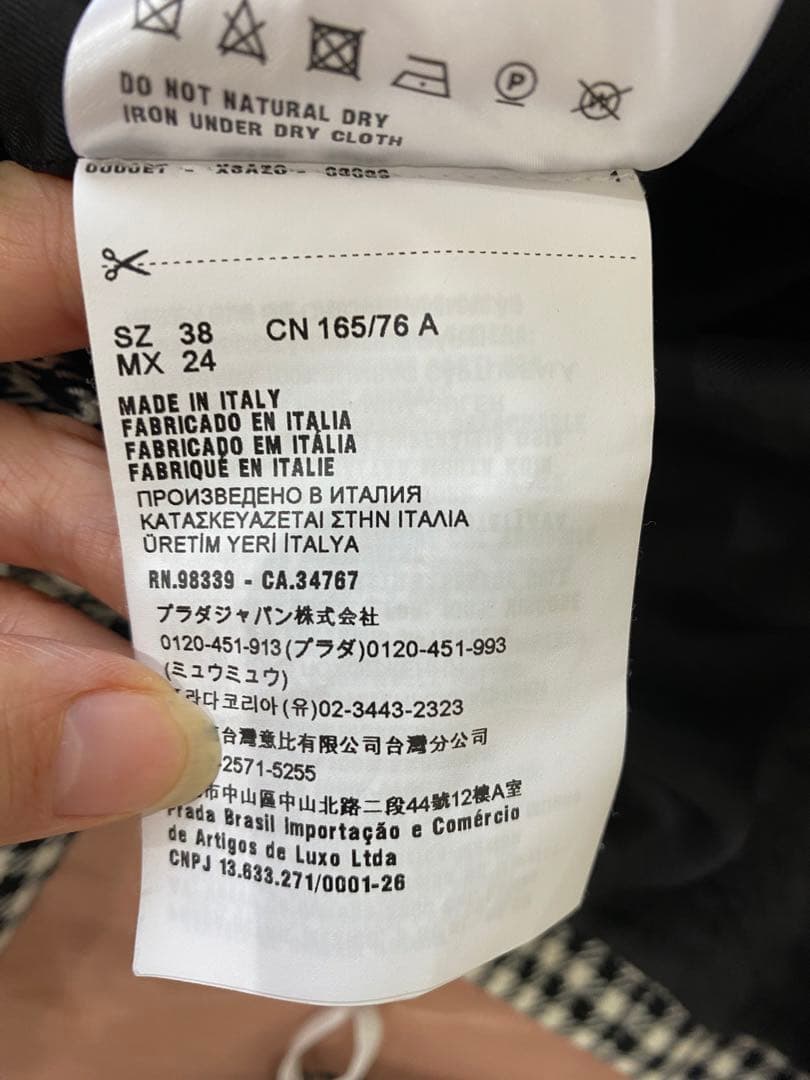 DO NOT NATURAL DRY
IRON UNDER DRY CLOTH
SZ 38 CN 165/76 A
MX 24
MADE IN ITALY
FABRICADO EN ITALIA
FABRICADO EM ITÁLIA
FABRIQUÉ EN ITALIE
ПРОИЗВЕДЕНО В ИТАЛИЯ
ΚΑΤΑΣΚΕΥΑΖΕΤΑΙ ΣΤΗΝ ΙΤΑΛΙΑ
ÜRETİM YERİ İTALYA
RN.98339 - CA.34767
プラダジャパン株式会社
0120-451-913(プラダ)0120-451-993
(ミュウミュウ)
라다코리아(유)02-3443-2323
台灣意比有限公司台灣分公司
-2571-5255
市中山區中山北路二段44號12樓A室
Prada Brasil Importação e Comércio
de Artigos de Luxo Ltda
CNPJ 13.633.271/0001-26